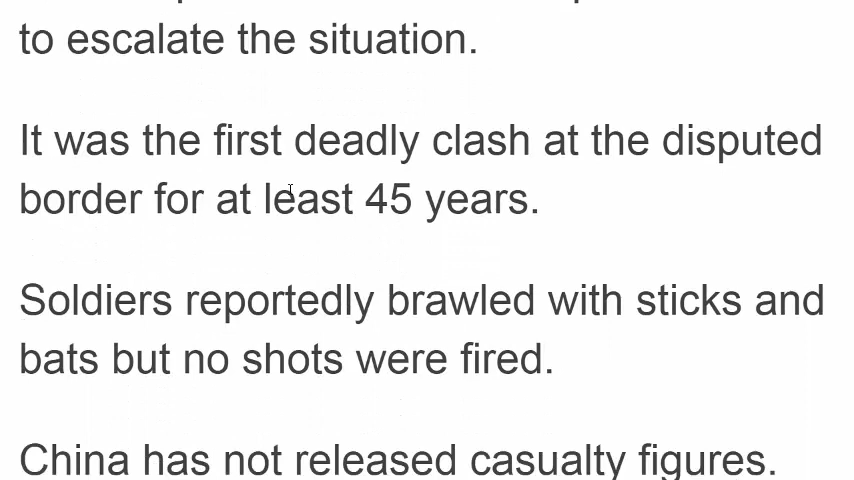 to escalate the situation.
It was the first deadly clash at the disputed
border for at least 45 years.
Soldiers reportedly brawled with sticks and
bats but no shots were fired.
China has not released casualty figures.